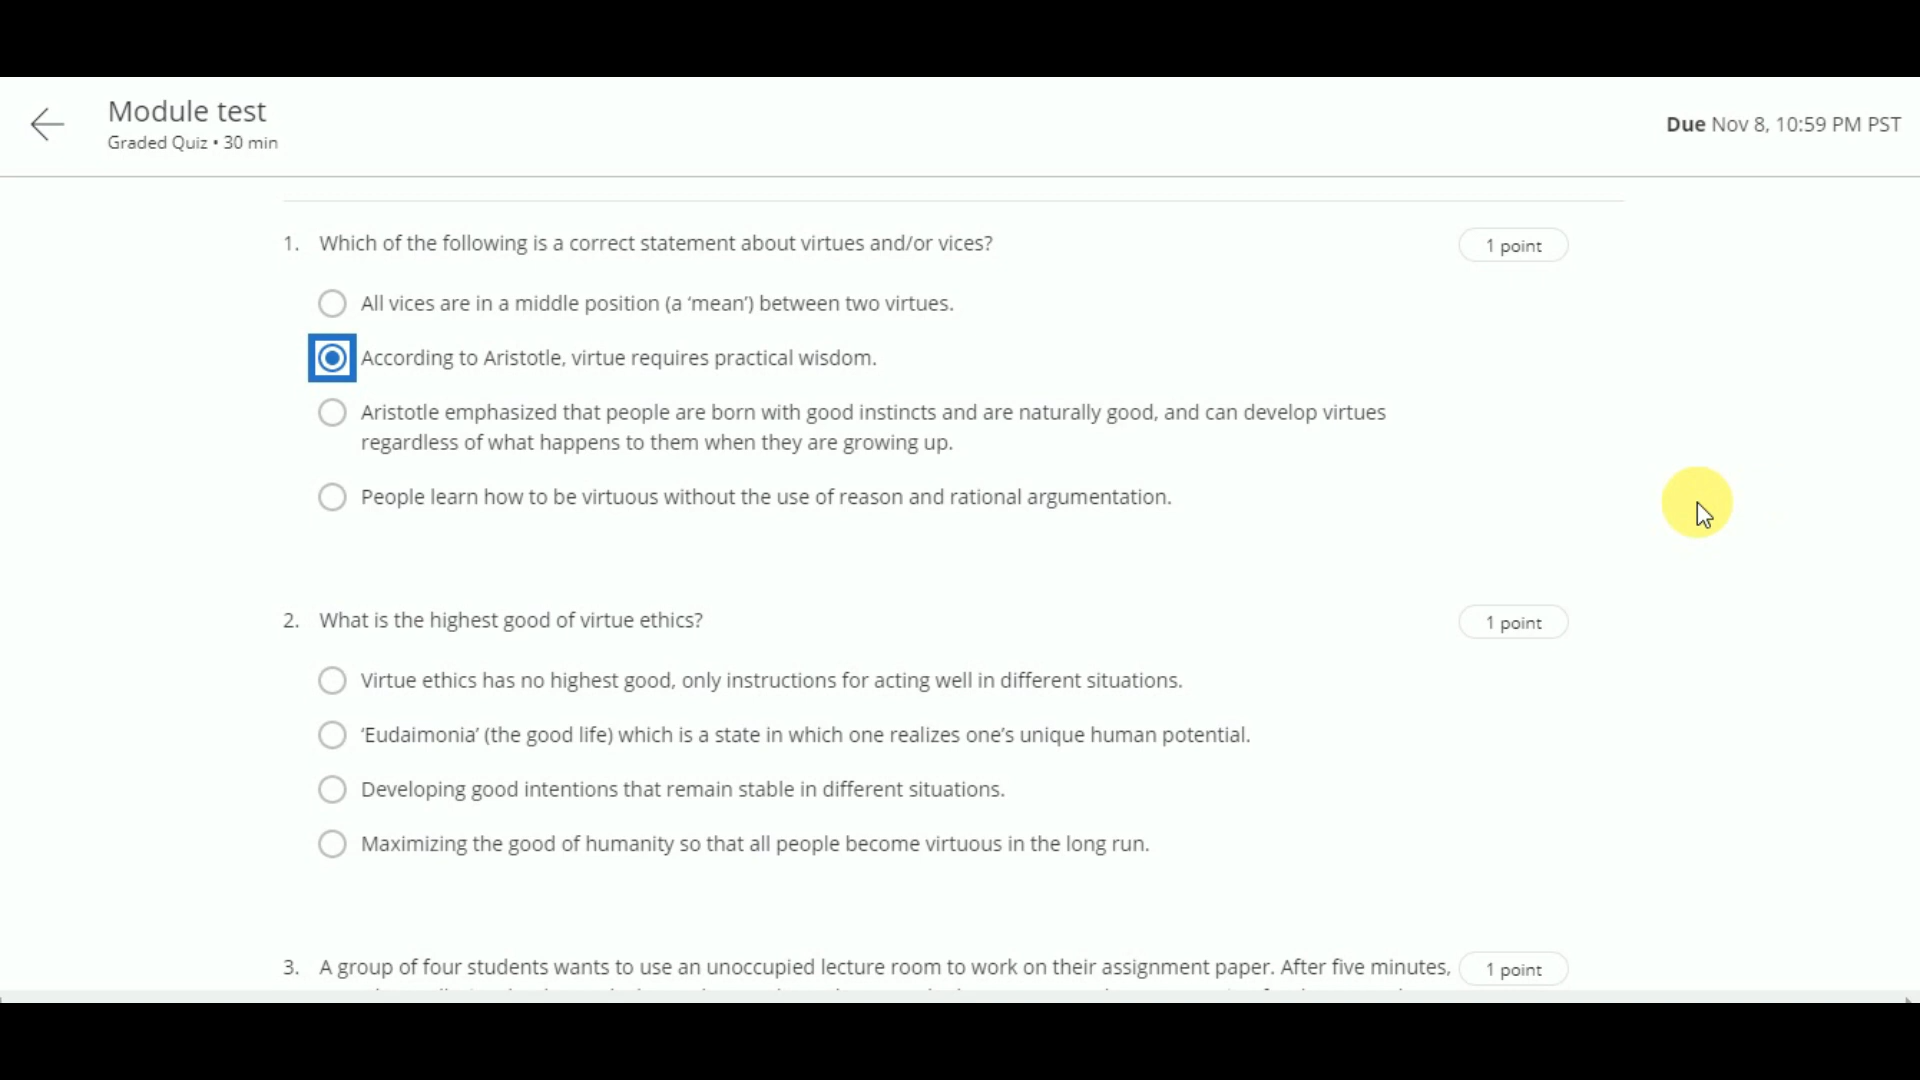 Module test
Graded Quiz • 30 min
Due Nov 8, 10:59 PM PST
1. Which of the following is a correct statement about virtues and/or vices?
1 point
All vices are in a middle position (a ‘mean’) between two virtues.
According to Aristotle, virtue requires practical wisdom.
Aristotle emphasized that people are born with good instincts and are naturally good, and can develop virtues
regardless of what happens to them when they are growing up.
People learn how to be virtuous without the use of reason and rational argumentation.
2. What is the highest good of virtue ethics?
1 point
Virtue ethics has no highest good, only instructions for acting well in different situations.
‘Eudaimonia’ (the good life) which is a state in which one realizes one’s unique human potential.
Developing good intentions that remain stable in different situations.
Maximizing the good of humanity so that all people become virtuous in the long run.
3. A group of four students wants to use an unoccupied lecture room to work on their assignment paper. After five minutes,
1 point